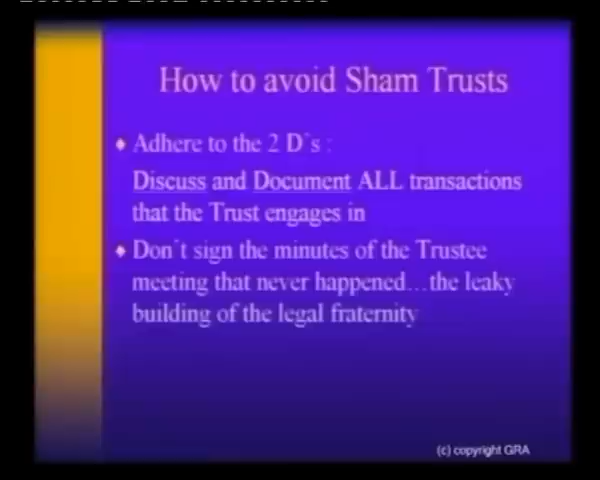 How to avoid Sham Trusts
Adhere to the 2 D`s :
Discuss and Document ALL transactions
that the Trust engages in
Don`t sign the minutes of the Trustee
meeting that never happened...the leaky
building of the legal fraternity
(c) copyright GRA